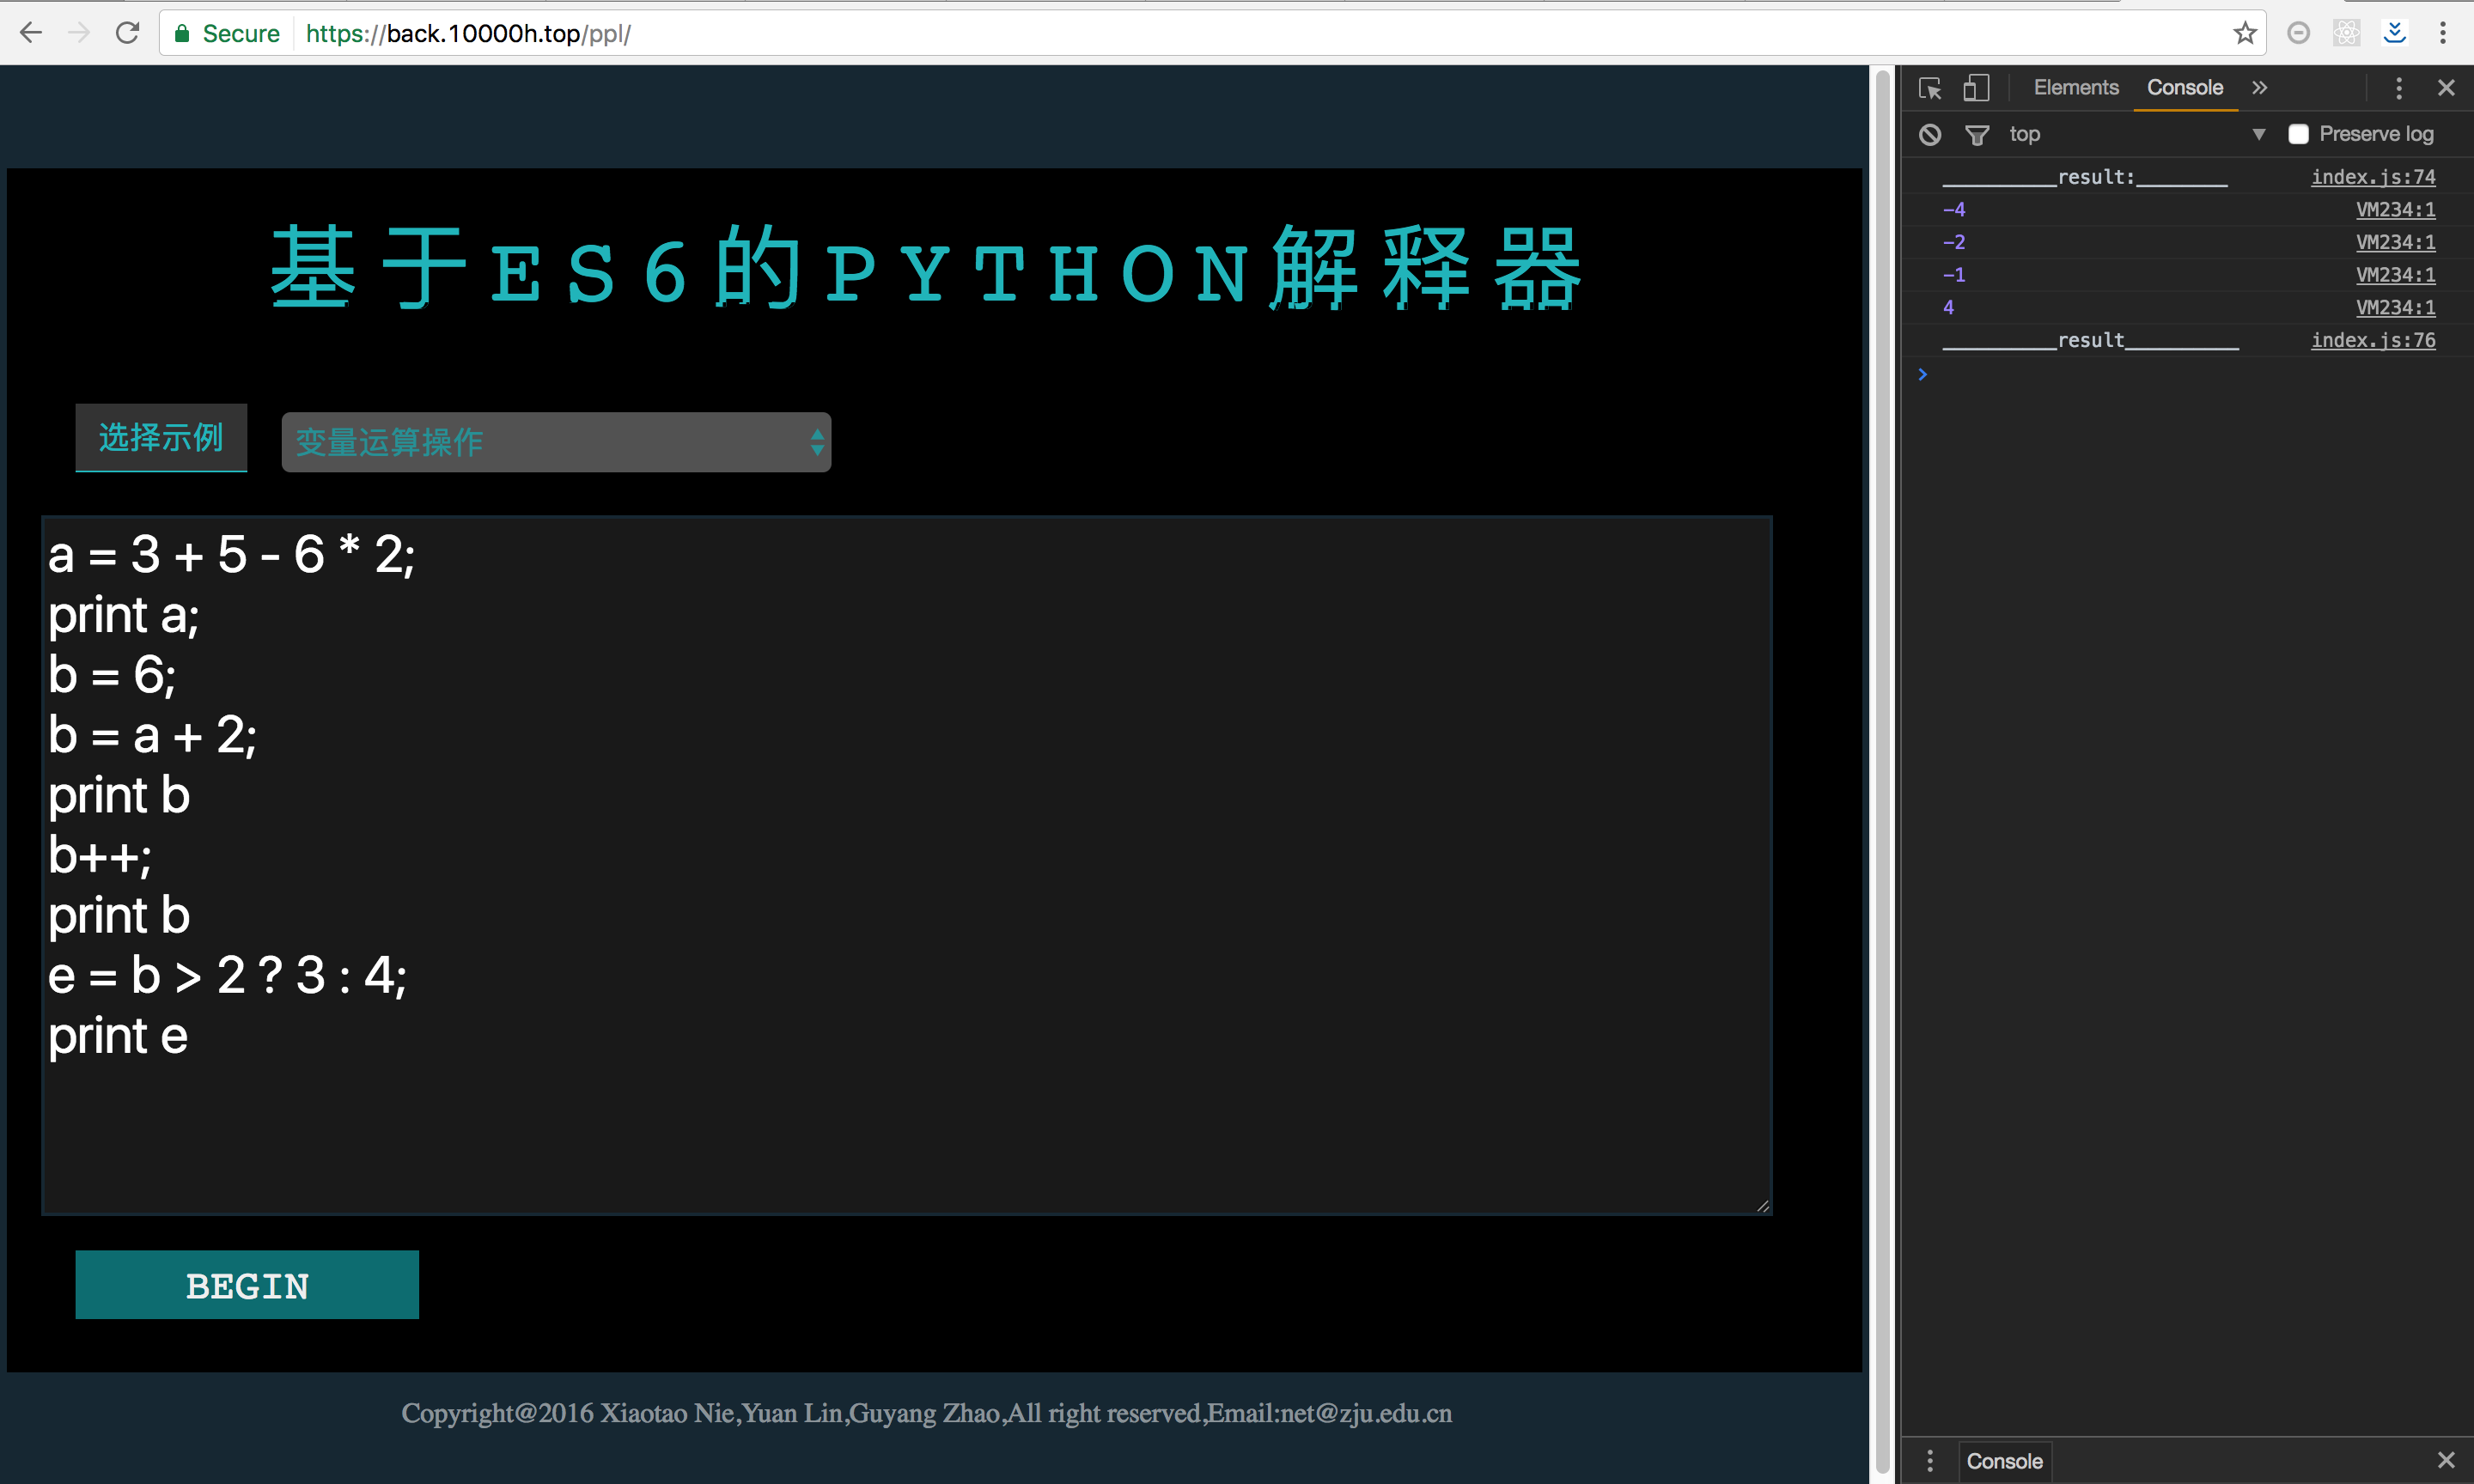 Secure https://back.10000h.top/ppl/
基于ES6的PYTHON解释器
选择示例 变量运算操作
a = 3 + 5 - 6 * 2;
print a;
b = 6;
b = a + 2;
print b
b++;
print b
e = b > 2 ? 3 : 4;
print e
BEGIN
Copyright@2016 Xiaotao Nie,Yuan Lin,Guyang Zhao,All right reserved,Email:net@zju.edu.cn
Elements Console »
top Preserve log
__________result:________ index.js:74
-4 VM234:1
-2 VM234:1
-1 VM234:1
4 VM234:1
__________result__________ index.js:76
Console